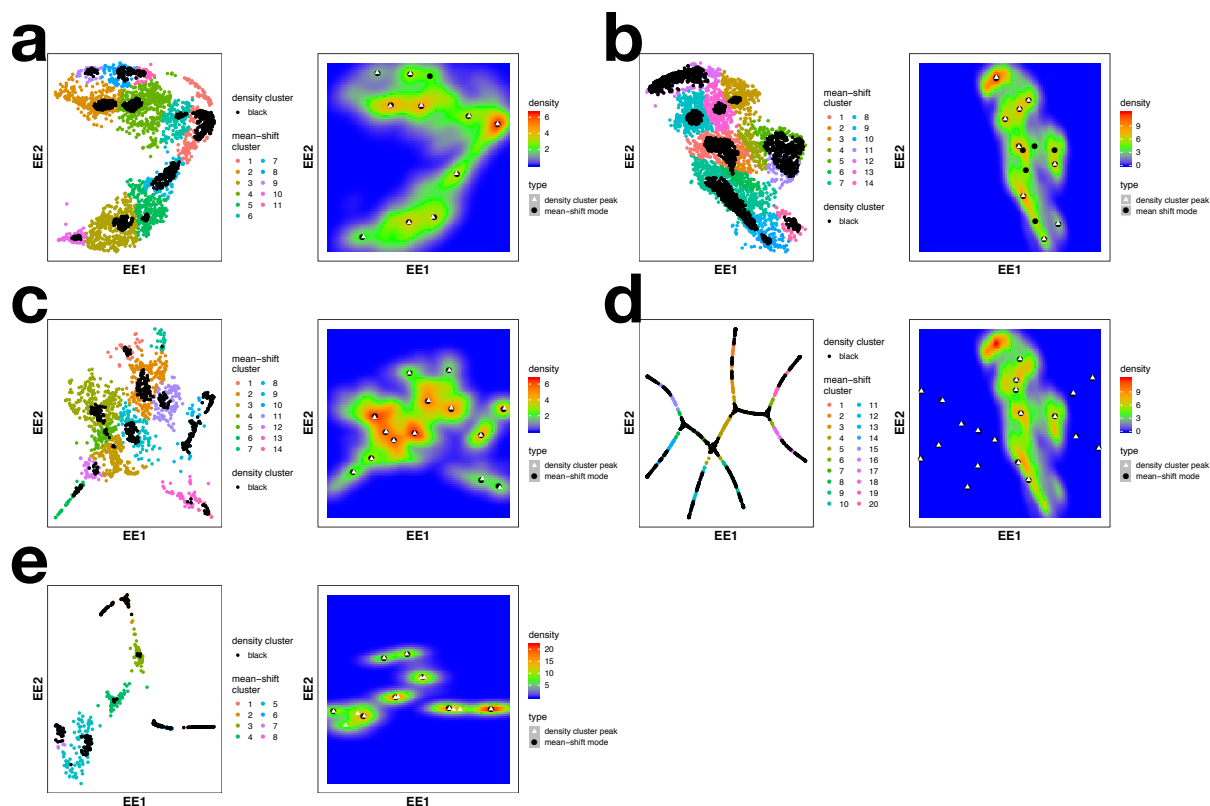 a
EE2
EE1
density cluster
black
mean−shift
cluster
1 7
2 8
3 9
4 10
5 11
6
EE2
EE1
density
6
4
2
type
density cluster peak
mean−shift mode
b
EE2
EE1
mean−shift
cluster
1 8
2 9
3 10
4 11
5 12
6 13
7 14
density cluster
black
EE2
EE1
density
9
6
3
0
type
density cluster peak
mean shift mode
c
EE2
EE1
mean−shift
cluster
1 8
2 9
3 10
4 11
5 12
6 13
7 14
density cluster
black
EE2
EE1
density
6
4
2
type
density cluster peak
mean−shift mode
d
EE2
EE1
density cluster
black
mean−shift
cluster
1 11
2 12
3 13
4 14
5 15
6 16
7 17
8 18
9 19
10 20
EE2
EE1
density
9
6
3
0
type
density cluster peak
mean−shift mode
e
EE2
EE1
density cluster
black
mean−shift
cluster
1 5
2 6
3 7
4 8
EE2
EE1
density
20
15
10
5
type
density cluster peak
mean−shift mode